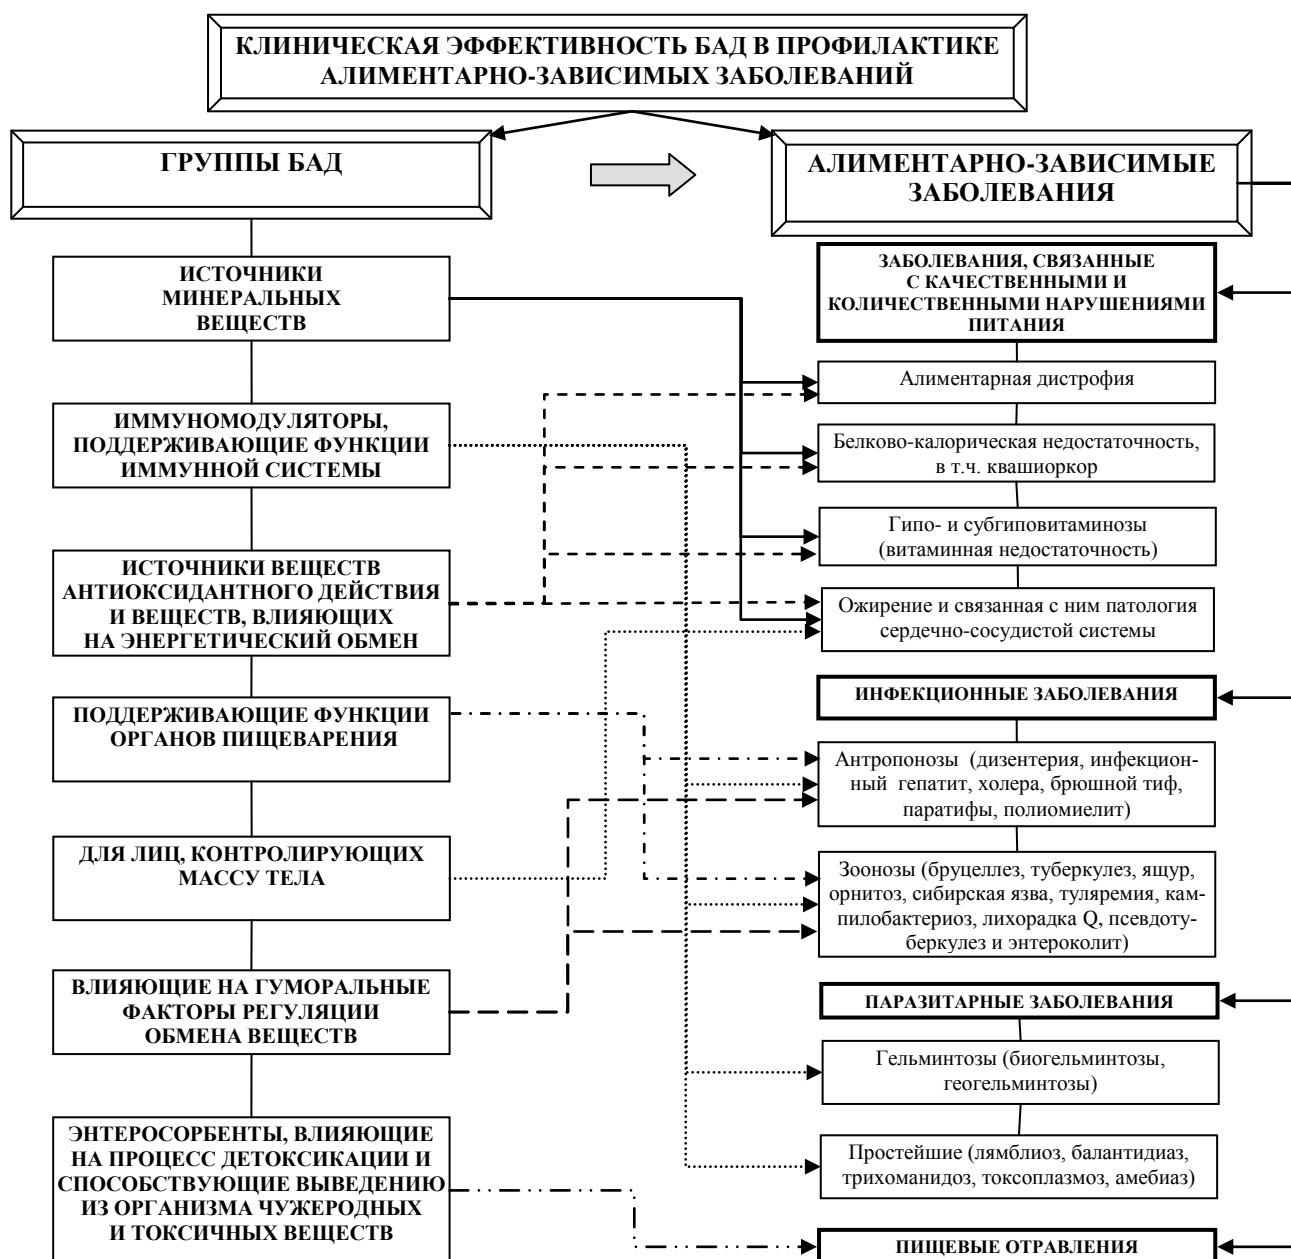 КЛИНИЧЕСКАЯ ЭФФЕКТИВНОСТЬ БАД В ПРОФИЛАКТИКЕ
АЛИМЕНТАРНО-ЗАВИСИМЫХ ЗАБОЛЕВАНИЙ
ГРУППЫ БАД
ИСТОЧНИКИ
МИНЕРАЛЬНЫХ
ВЕЩЕСТВ
ИММУНОМОДУЛЯТОРЫ,
ПОДДЕРЖИВАЮЩИЕ ФУНКЦИИ
ИММУННОЙ СИСТЕМЫ
ИСТОЧНИКИ ВЕЩЕСТВ
АНТИОКСИДАНТНОГО ДЕЙСТВИЯ
И ВЕЩЕСТВ, ВЛИЯЮЩИХ
НА ЭНЕРГЕТИЧЕСКИЙ ОБМЕН
ПОДДЕРЖИВАЮЩИЕ ФУНКЦИИ
ОРГАНОВ ПИЩЕВАРЕНИЯ
ДЛЯ ЛИЦ, КОНТРОЛИРУЮЩИХ
МАССУ ТЕЛА
ВЛИЯЮЩИЕ НА ГУМОРАЛЬНЫЕ
ФАКТОРЫ РЕГУЛЯЦИИ
ОБМЕНА ВЕЩЕСТВ
ЭНТЕРОСОРБЕНТЫ, ВЛИЯЮЩИЕ
НА ПРОЦЕСС ДЕТОКСИКАЦИИ И
СПОСОБСТВУЮЩИЕ ВЫВЕДЕНИЮ
ИЗ ОРГАНИЗМА ЧУЖЕРОДНЫХ
И ТОКСИЧНЫХ ВЕЩЕСТВ
АЛИМЕНТАРНО-ЗАВИСИМЫЕ
ЗАБОЛЕВАНИЯ
ЗАБОЛЕВАНИЯ, СВЯЗАННЫЕ
С КАЧЕСТВЕННЫМИ И
КОЛИЧЕСТВЕННЫМИ НАРУШЕНИЯМИ
ПИТАНИЯ
Алиментарная дистрофия
Белково-калорическая недостаточность,
в т.ч. квашиоркор
Гипо- и субгиповитаминозы
(витаминная недостаточность)
Ожирение и связанная с ним патология
сердечно-сосудистой системы
ИНФЕКЦИОННЫЕ ЗАБОЛЕВАНИЯ
Антропонозы (дизентерия, инфекцион-
ный гепатит, холера, брюшной тиф,
паратифы, полиомиелит)
Зоонозы (бруцеллез, туберкулез, ящур,
орнитоз, сибирская язва, туляремия, кам-
пилобактериоз, лихорадка Q, псевдоту-
беркулез и энтероколит)
ПАРАЗИТАРНЫЕ ЗАБОЛЕВАНИЯ
Гельминтозы (биогельминтозы,
геогельминтозы)
Простейшие (лямблиоз, балантидиаз,
трихоманидоз, токсоплазмоз, амебиаз)
ПИЩЕВЫЕ ОТРАВЛЕНИЯ